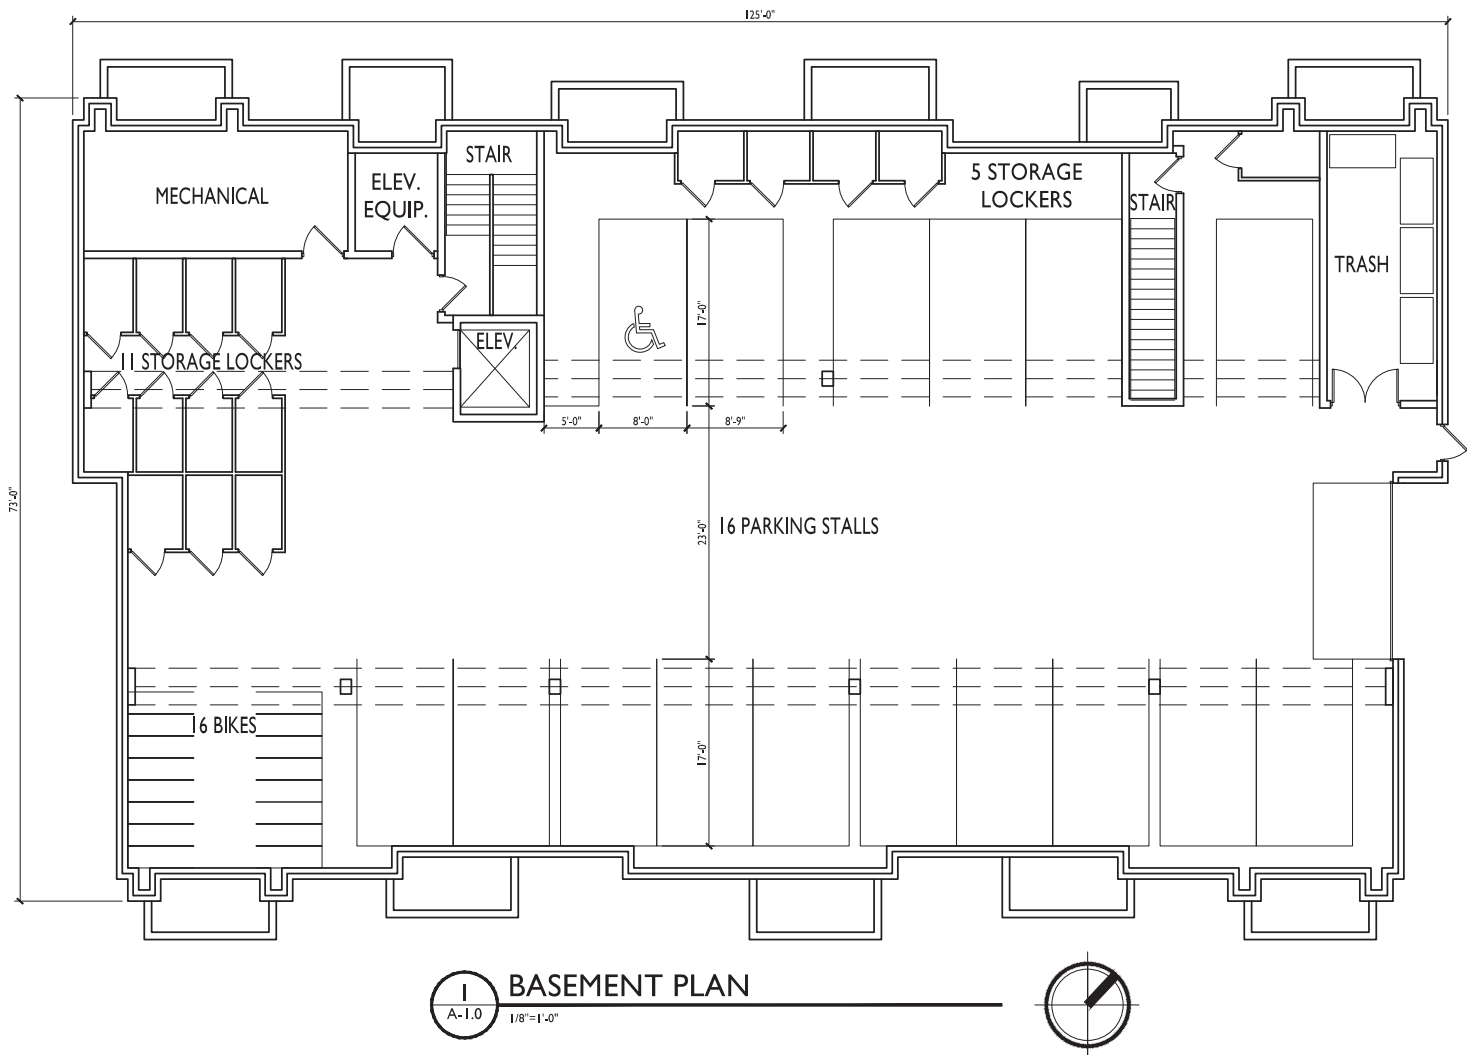 125'-0"
STAIR
MECHANICAL
ELEV.
EQUIP.
5 STORAGE
LOCKERS
STAIR
TRASH
17'-0"
ELEV.
11 STORAGE LOCKERS
5'-0"
8'-0"
8'-9"
73'-0"
23'-0"
16 PARKING STALLS
16 BIKES
17'-0"
1
A-1.0
BASEMENT PLAN
1/8"=1'-0"